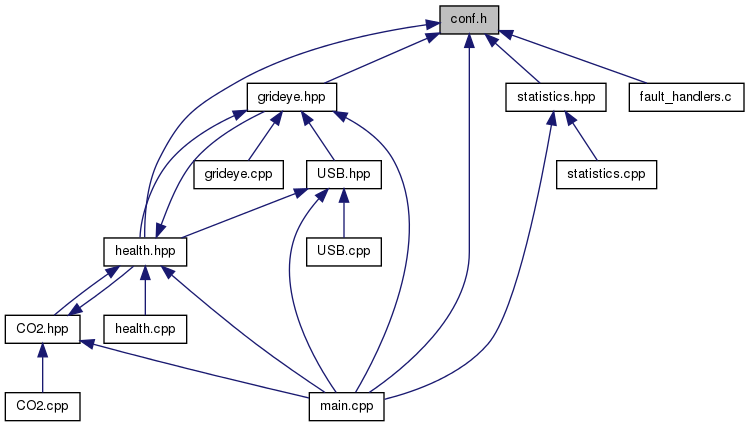 conf.h
grideye.hpp
statistics.hpp
fault_handlers.c
grideye.cpp
USB.hpp
statistics.cpp
health.hpp
USB.cpp
CO2.hpp
health.cpp
CO2.cpp
main.cpp